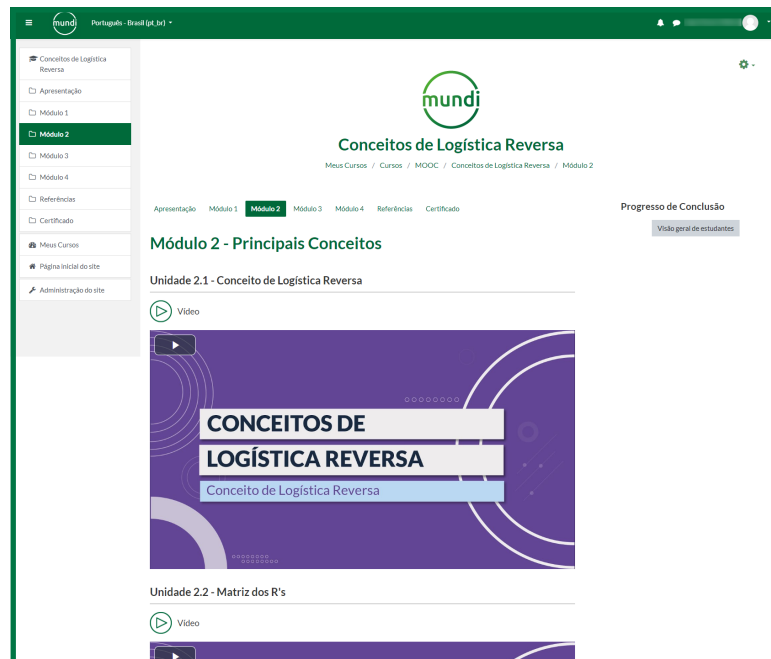 mundi
Português - Brasil (pt_br)
Conceitos de Logística
Reversa
Apresentação
Módulo 1
Módulo 2
Módulo 3
Módulo 4
Referências
Certificado
Meus Cursos
Página inicial do site
Administração do site
mundi
Conceitos de Logística Reversa
Meus Cursos / Cursos / MOOC / Conceitos de Logística Reversa / Módulo 2
Apresentação Módulo 1 Módulo 2 Módulo 3 Módulo 4 Referências Certificado
Progresso de Conclusão
Visão geral de estudantes
Módulo 2 - Principais Conceitos
Unidade 2.1 - Conceito de Logística Reversa
Vídeo
CONCEITOS DE
LOGÍSTICA REVERSA
Conceito de Logística Reversa
Unidade 2.2 - Matriz dos R's
Vídeo